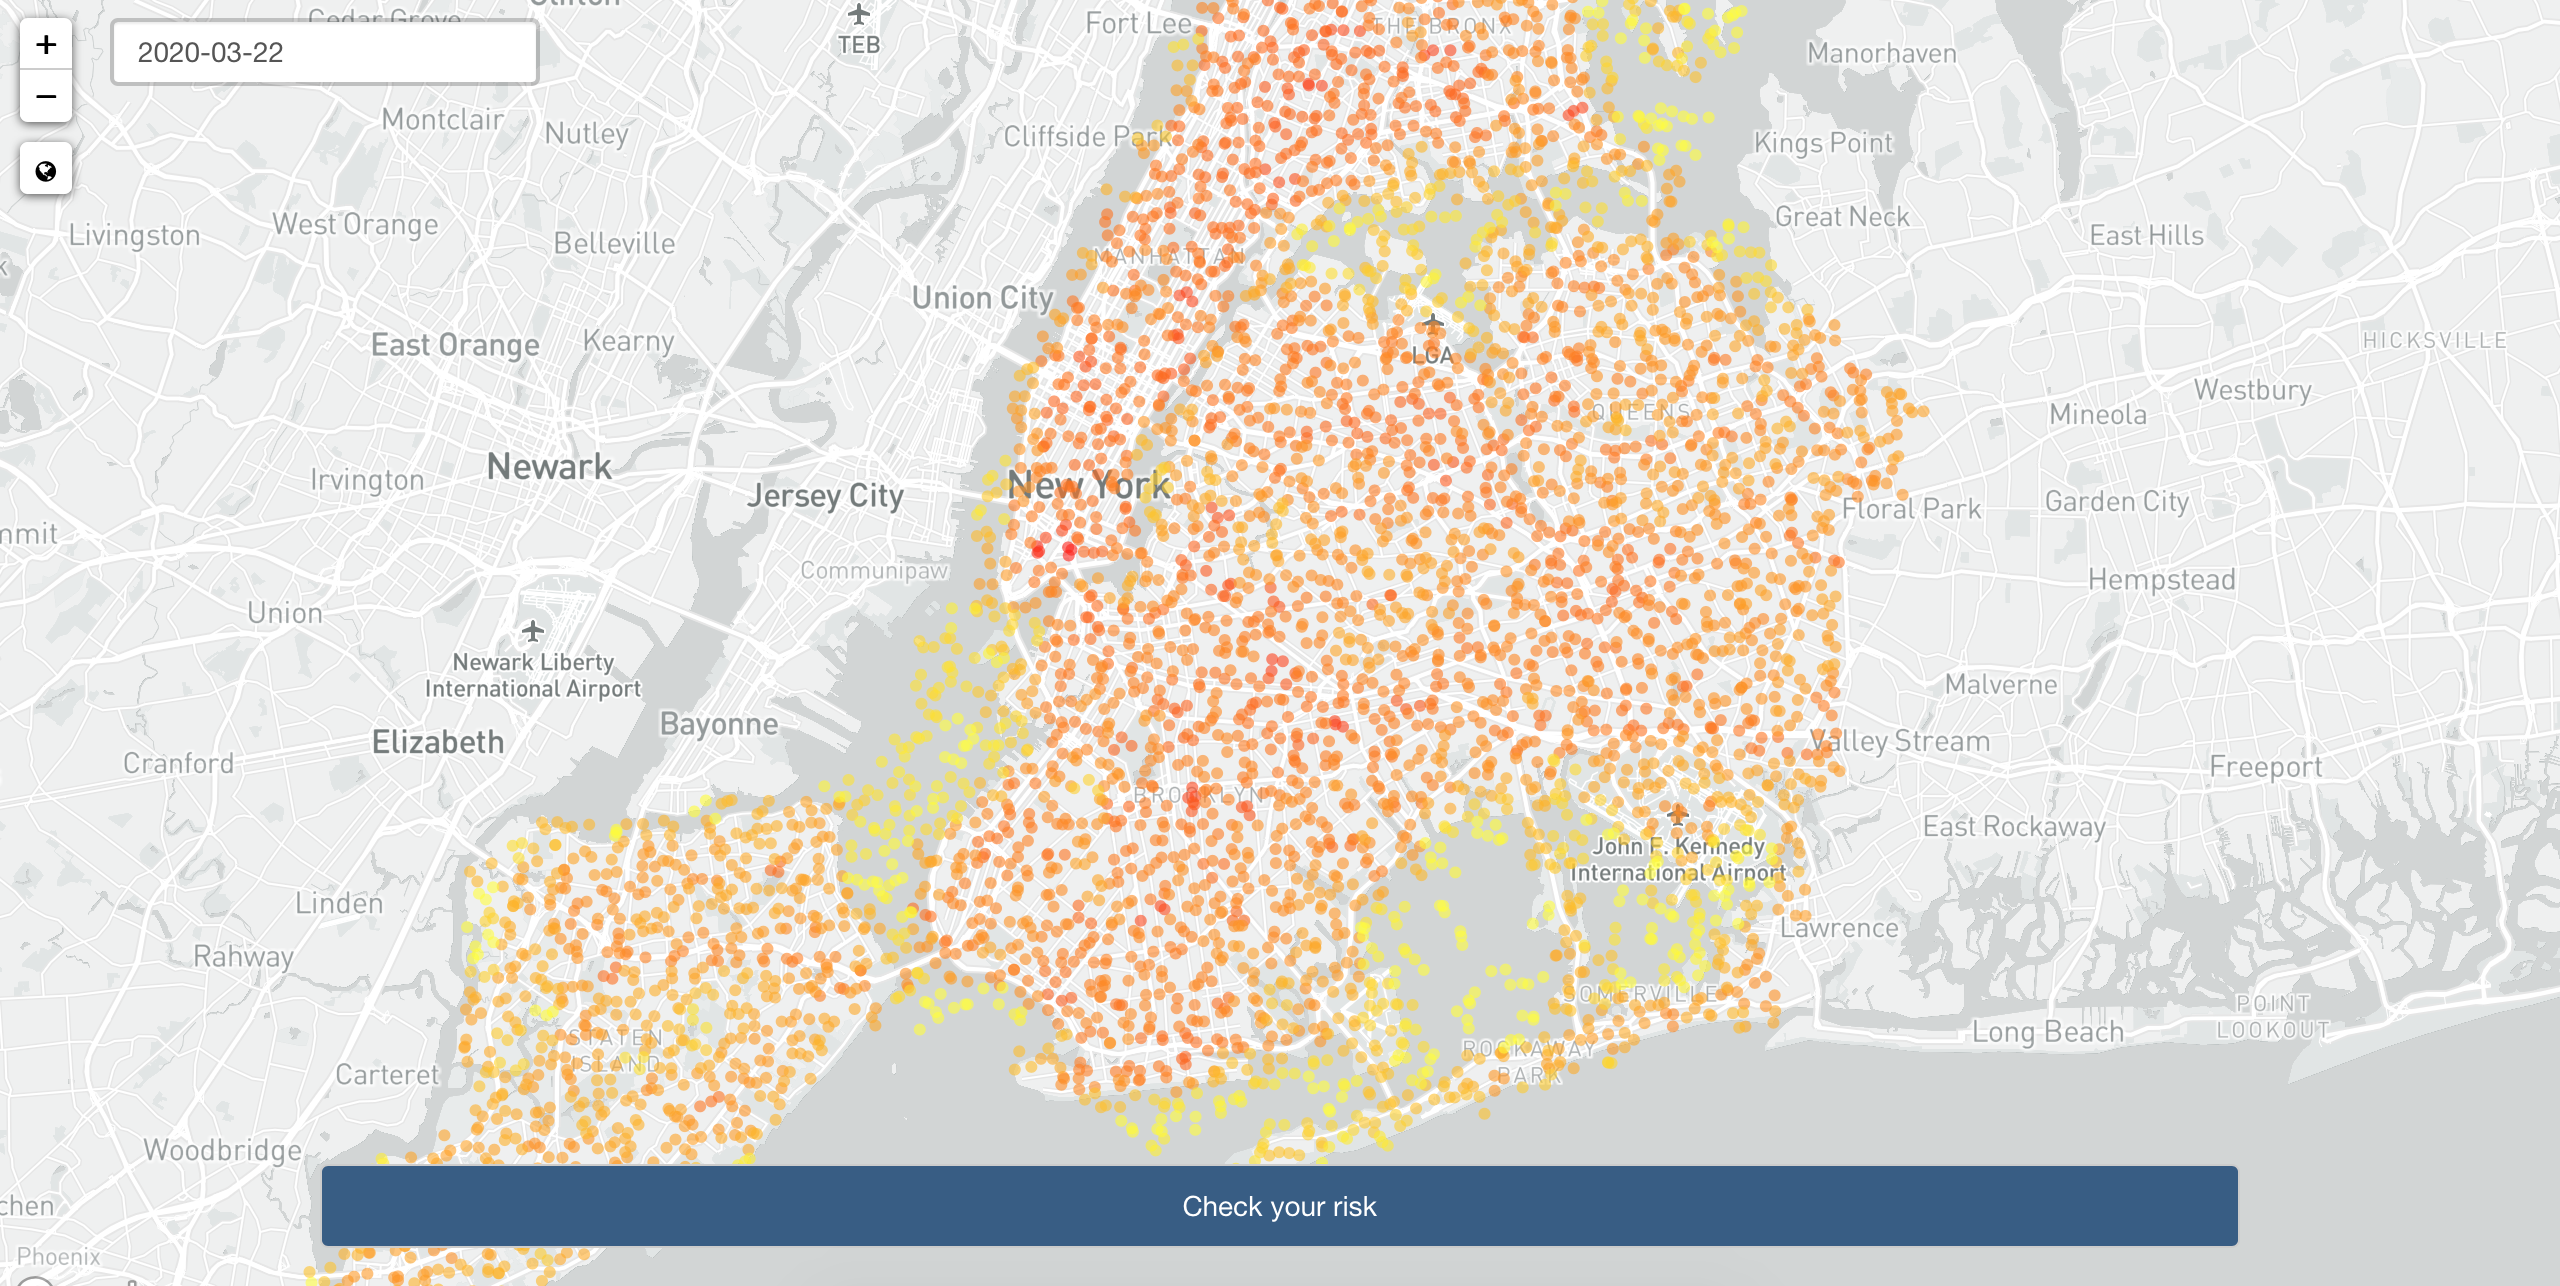 Cedar Grove
Clifton
TEB
Fort Lee
THE BRONX
Manorhaven
+
2020-03-22
−
Montclair
Nutley
Cliffside Park
Kings Point
Livingston
West Orange
Belleville
MANHATTAN
Great Neck
East Hills
Union City
East Orange
Kearny
LGA
HICKSVILLE
QUEENS
Mineola
Westbury
Newark
Irvington
Jersey City
New York
Floral Park
Garden City
mmit
Communipaw
Hempstead
Union
Newark Liberty
International Airport
Malverne
Bayonne
Elizabeth
Cranford
Valley Stream
Freeport
BROOKLYN
John F. Kennedy
International Airport
East Rockaway
Linden
Rahway
Lawrence
SOMERVILLE
POINT
LOOKOUT
STATEN
ISLAND
Long Beach
ROCKAWAY
PARK
Carteret
Woodbridge
chen
Check your risk
Phoenix